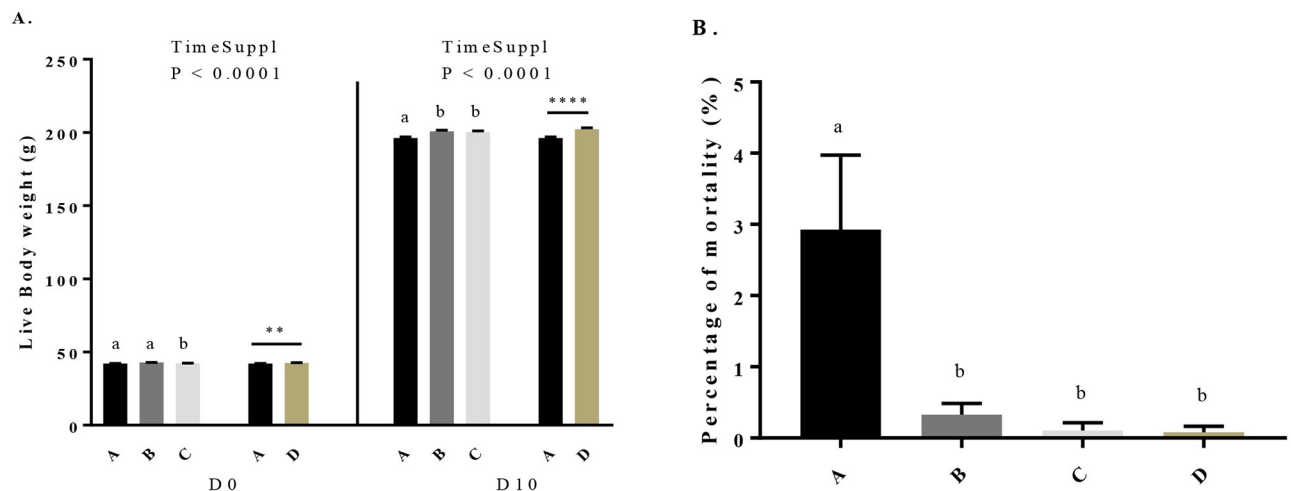 A.
TimeSuppl
P < 0.0001
TimeSuppl
P < 0.0001
Live Body weight (g)
250
200
150
100
50
0
a
a
b
**
a
b
b
****
A
B
C
A
D
A
B
C
A
D
D0
D10
B.
Percentage of mortality (%)
5
4
3
2
1
0
a
b
b
b
A
B
C
D